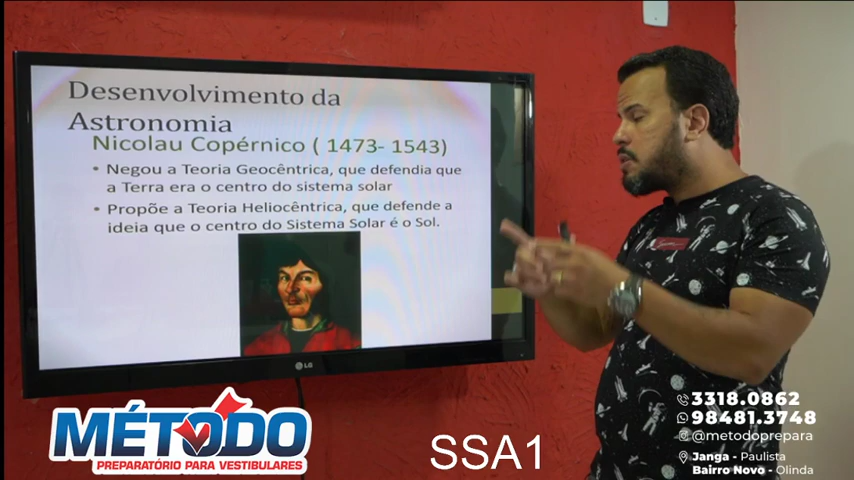 Desenvolvimento da
Astronomia
Nicolau Copérnico ( 1473- 1543)
• Negou a Teoria Geocêntrica, que defendia que
a Terra era o centro do sistema solar
• Propõe a Teoria Heliocêntrica, que defende a
ideia que o centro do Sistema Solar é o Sol.
LG
MÉTODO
PREPARATÓRIO PARA VESTIBULARES
SSA1
3318.0862
98481.3748
@metodoprepara
Janga - Paulista
Bairro Novo - Olinda